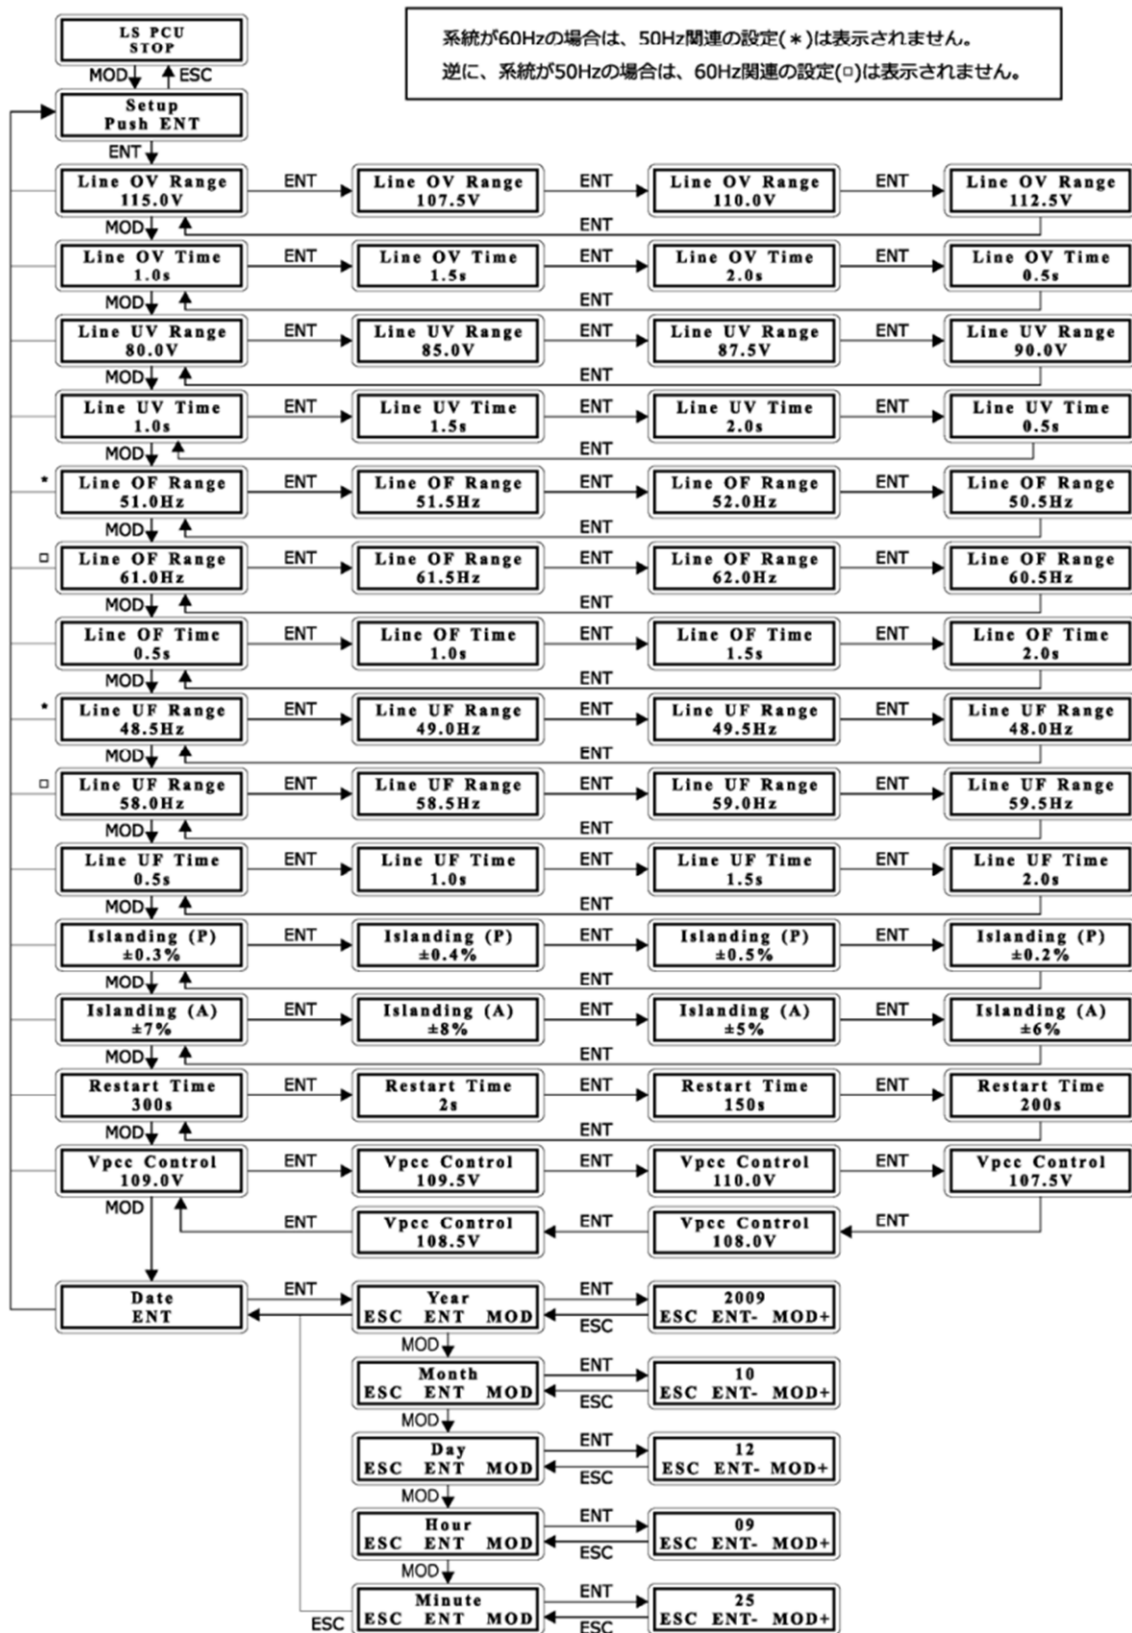 LS PCU
STOP
系統が60Hzの場合は、50Hz関連の設定(＊)は表示されません。
逆に、系統が50Hzの場合は、60Hz関連の設定(▫)は表示されません。
MOD ESC
Setup
Push ENT
ENT
Line OV Range ENT Line OV Range ENT Line OV Range ENT Line OV Range
115.0V 107.5V 110.0V 112.5V
MOD ENT
Line OV Time ENT Line OV Time ENT Line OV Time ENT Line OV Time
1.0s 1.5s 2.0s 0.5s
MOD ENT
Line UV Range ENT Line UV Range ENT Line UV Range ENT Line UV Range
80.0V 85.0V 87.5V 90.0V
MOD ENT
Line UV Time ENT Line UV Time ENT Line UV Time ENT Line UV Time
1.0s 1.5s 2.0s 0.5s
MOD ENT
* Line OF Range ENT Line OF Range ENT Line OF Range ENT Line OF Range
51.0Hz 51.5Hz 52.0Hz 50.5Hz
MOD ENT
▫ Line OF Range ENT Line OF Range ENT Line OF Range ENT Line OF Range
61.0Hz 61.5Hz 62.0Hz 60.5Hz
MOD ENT
Line OF Time ENT Line OF Time ENT Line OF Time ENT Line OF Time
0.5s 1.0s 1.5s 2.0s
MOD ENT
* Line UF Range ENT Line UF Range ENT Line UF Range ENT Line UF Range
48.5Hz 49.0Hz 49.5Hz 48.0Hz
MOD ENT
▫ Line UF Range ENT Line UF Range ENT Line UF Range ENT Line UF Range
58.0Hz 58.5Hz 59.0Hz 59.5Hz
MOD ENT
Line UF Time ENT Line UF Time ENT Line UF Time ENT Line UF Time
0.5s 1.0s 1.5s 2.0s
MOD ENT
Islanding (P) ENT Islanding (P) ENT Islanding (P) ENT Islanding (P)
±0.3% ±0.4% ±0.5% ±0.2%
MOD ENT
Islanding (A) ENT Islanding (A) ENT Islanding (A) ENT Islanding (A)
±7% ±8% ±5% ±6%
MOD ENT
Restart Time ENT Restart Time ENT Restart Time ENT Restart Time
300s 2s 150s 200s
MOD ENT
Vpcc Control ENT Vpcc Control ENT Vpcc Control ENT Vpcc Control
109.0V 109.5V 110.0V 107.5V
MOD ENT Vpcc Control ENT Vpcc Control ENT
108.5V 108.0V
Date ENT Year ENT 2009
ENT ESC ENT MOD ESC ESC ENT- MOD+
MOD
Month ENT 10
ESC ENT MOD ESC ESC ENT- MOD+
MOD
Day ENT 12
ESC ENT MOD ESC ESC ENT- MOD+
MOD
Hour ENT 09
ESC ENT MOD ESC ESC ENT- MOD+
MOD
Minute ENT 25
ESC ESC ENT MOD ESC ESC ENT- MOD+